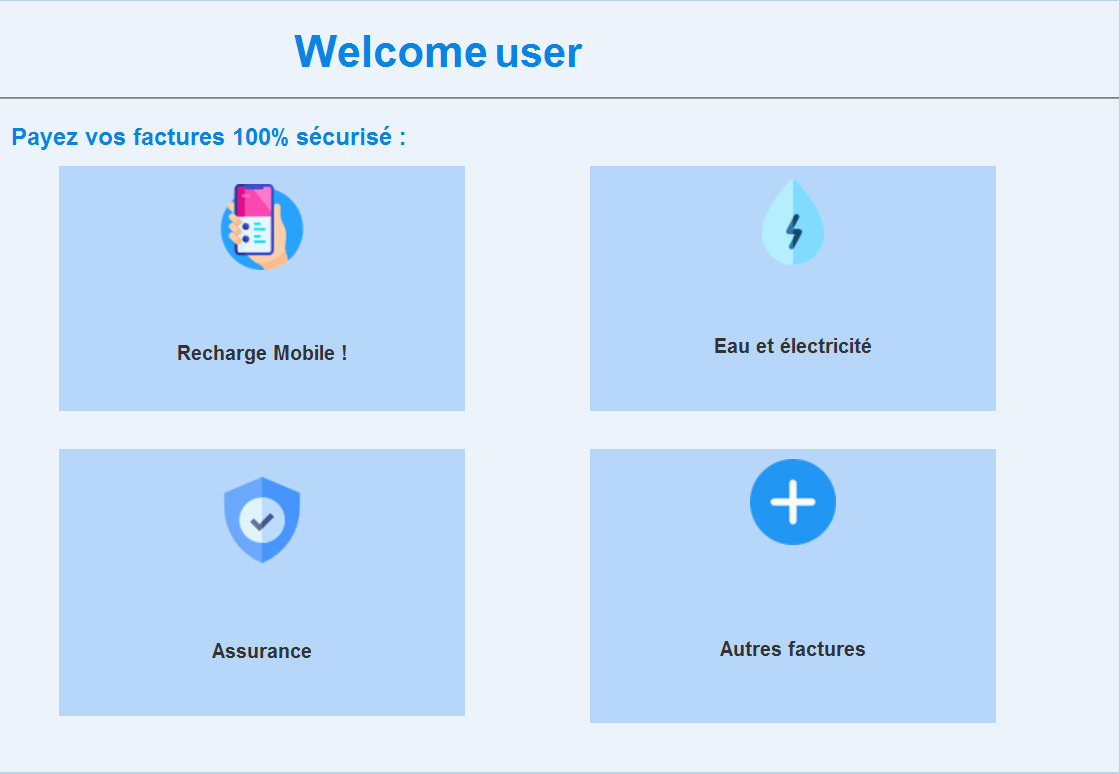 Welcome user
Payez vos factures 100% sécurisé :
Recharge Mobile !
Eau et électricité
Assurance
Autres factures